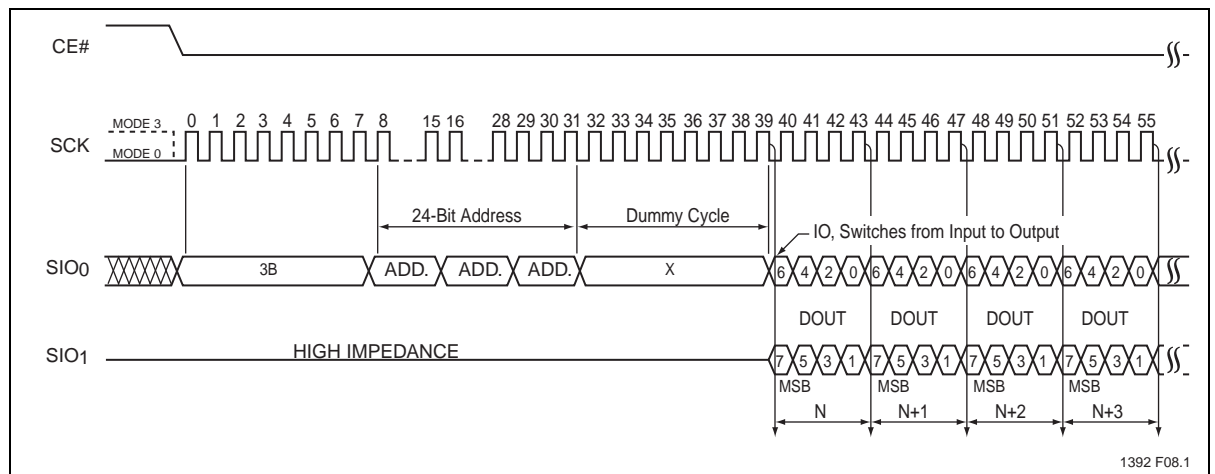 CE#
0 1 2 3 4 5 6 7 8 15 16 28 29 30 31 32 33 34 35 36 37 38 39 40 41 42 43 44 45 46 47 48 49 50 51 52 53 54 55
MODE 3
SCK
MODE 0
24-Bit Address Dummy Cycle
IO, Switches from Input to Output
SIO0 3B ADD. ADD. ADD. X 6 4 2 0 6 4 2 0 6 4 2 0 6 4 2 0
DOUT DOUT DOUT DOUT
SIO1 HIGH IMPEDANCE 7 5 3 1 7 5 3 1 7 5 3 1 7 5 3 1
MSB MSB MSB MSB
N N+1 N+2 N+3
1392 F08.1